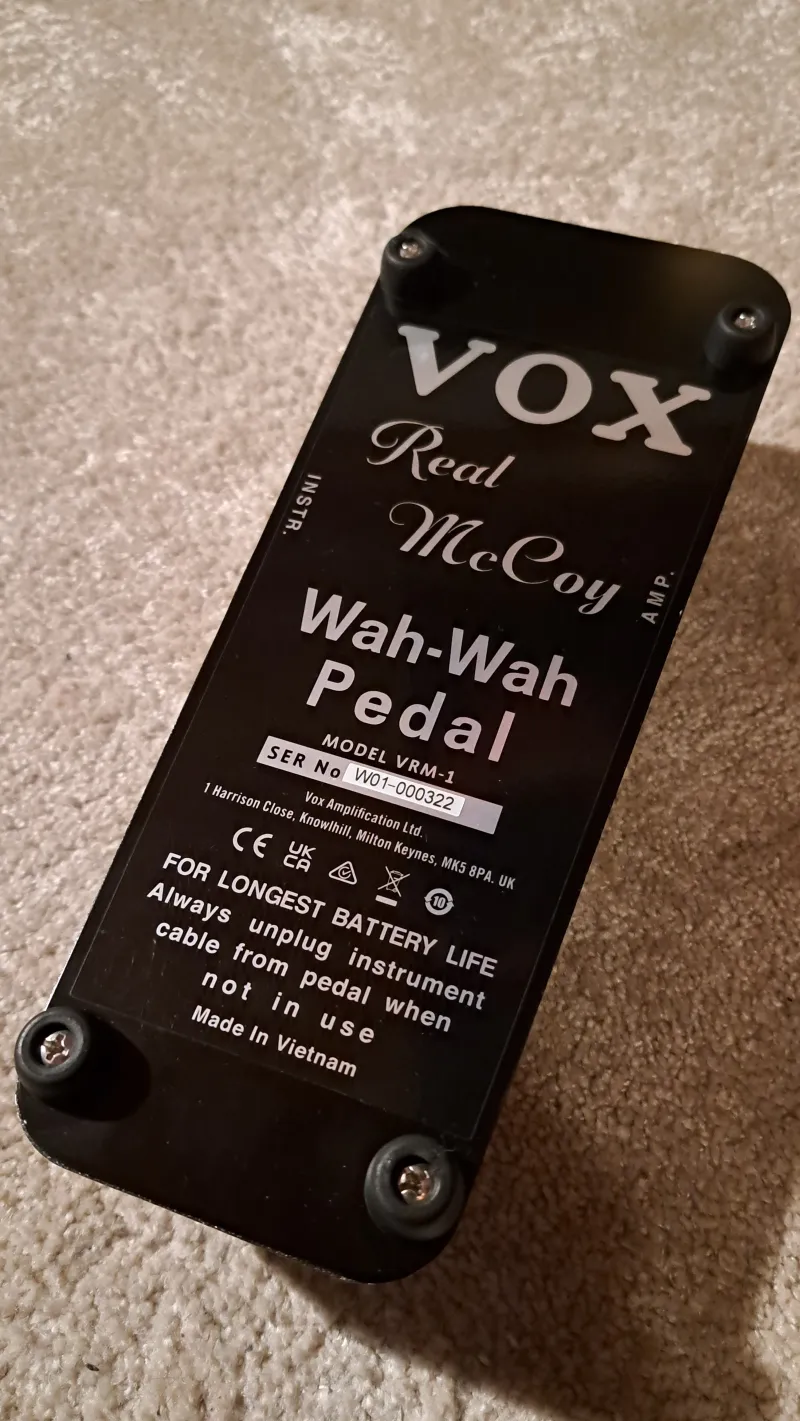 VOX
Real
McCoy
INSTR.
AMP.
Wah-Wah
Pedal
MODEL VRM-1
SER No W01-000322
Vox Amplification Ltd.
1 Harrison Close, Knowlhill, Milton Keynes, MK5 8PA. UK
CE UK CA 10
FOR LONGEST BATTERY LIFE
Always unplug instrument
cable from pedal when
not in use
Made In Vietnam